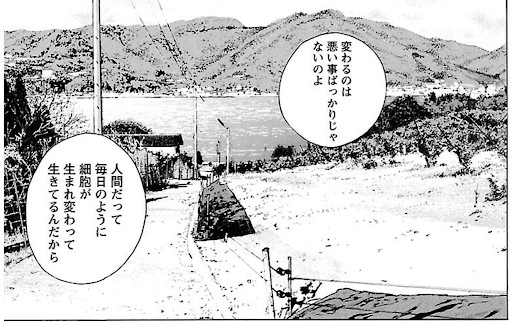 変わるのは
悪い事ばっかりじゃ
ないのよ
人間だって
毎日のように
細胞が
生まれ変わって
生きてるんだから